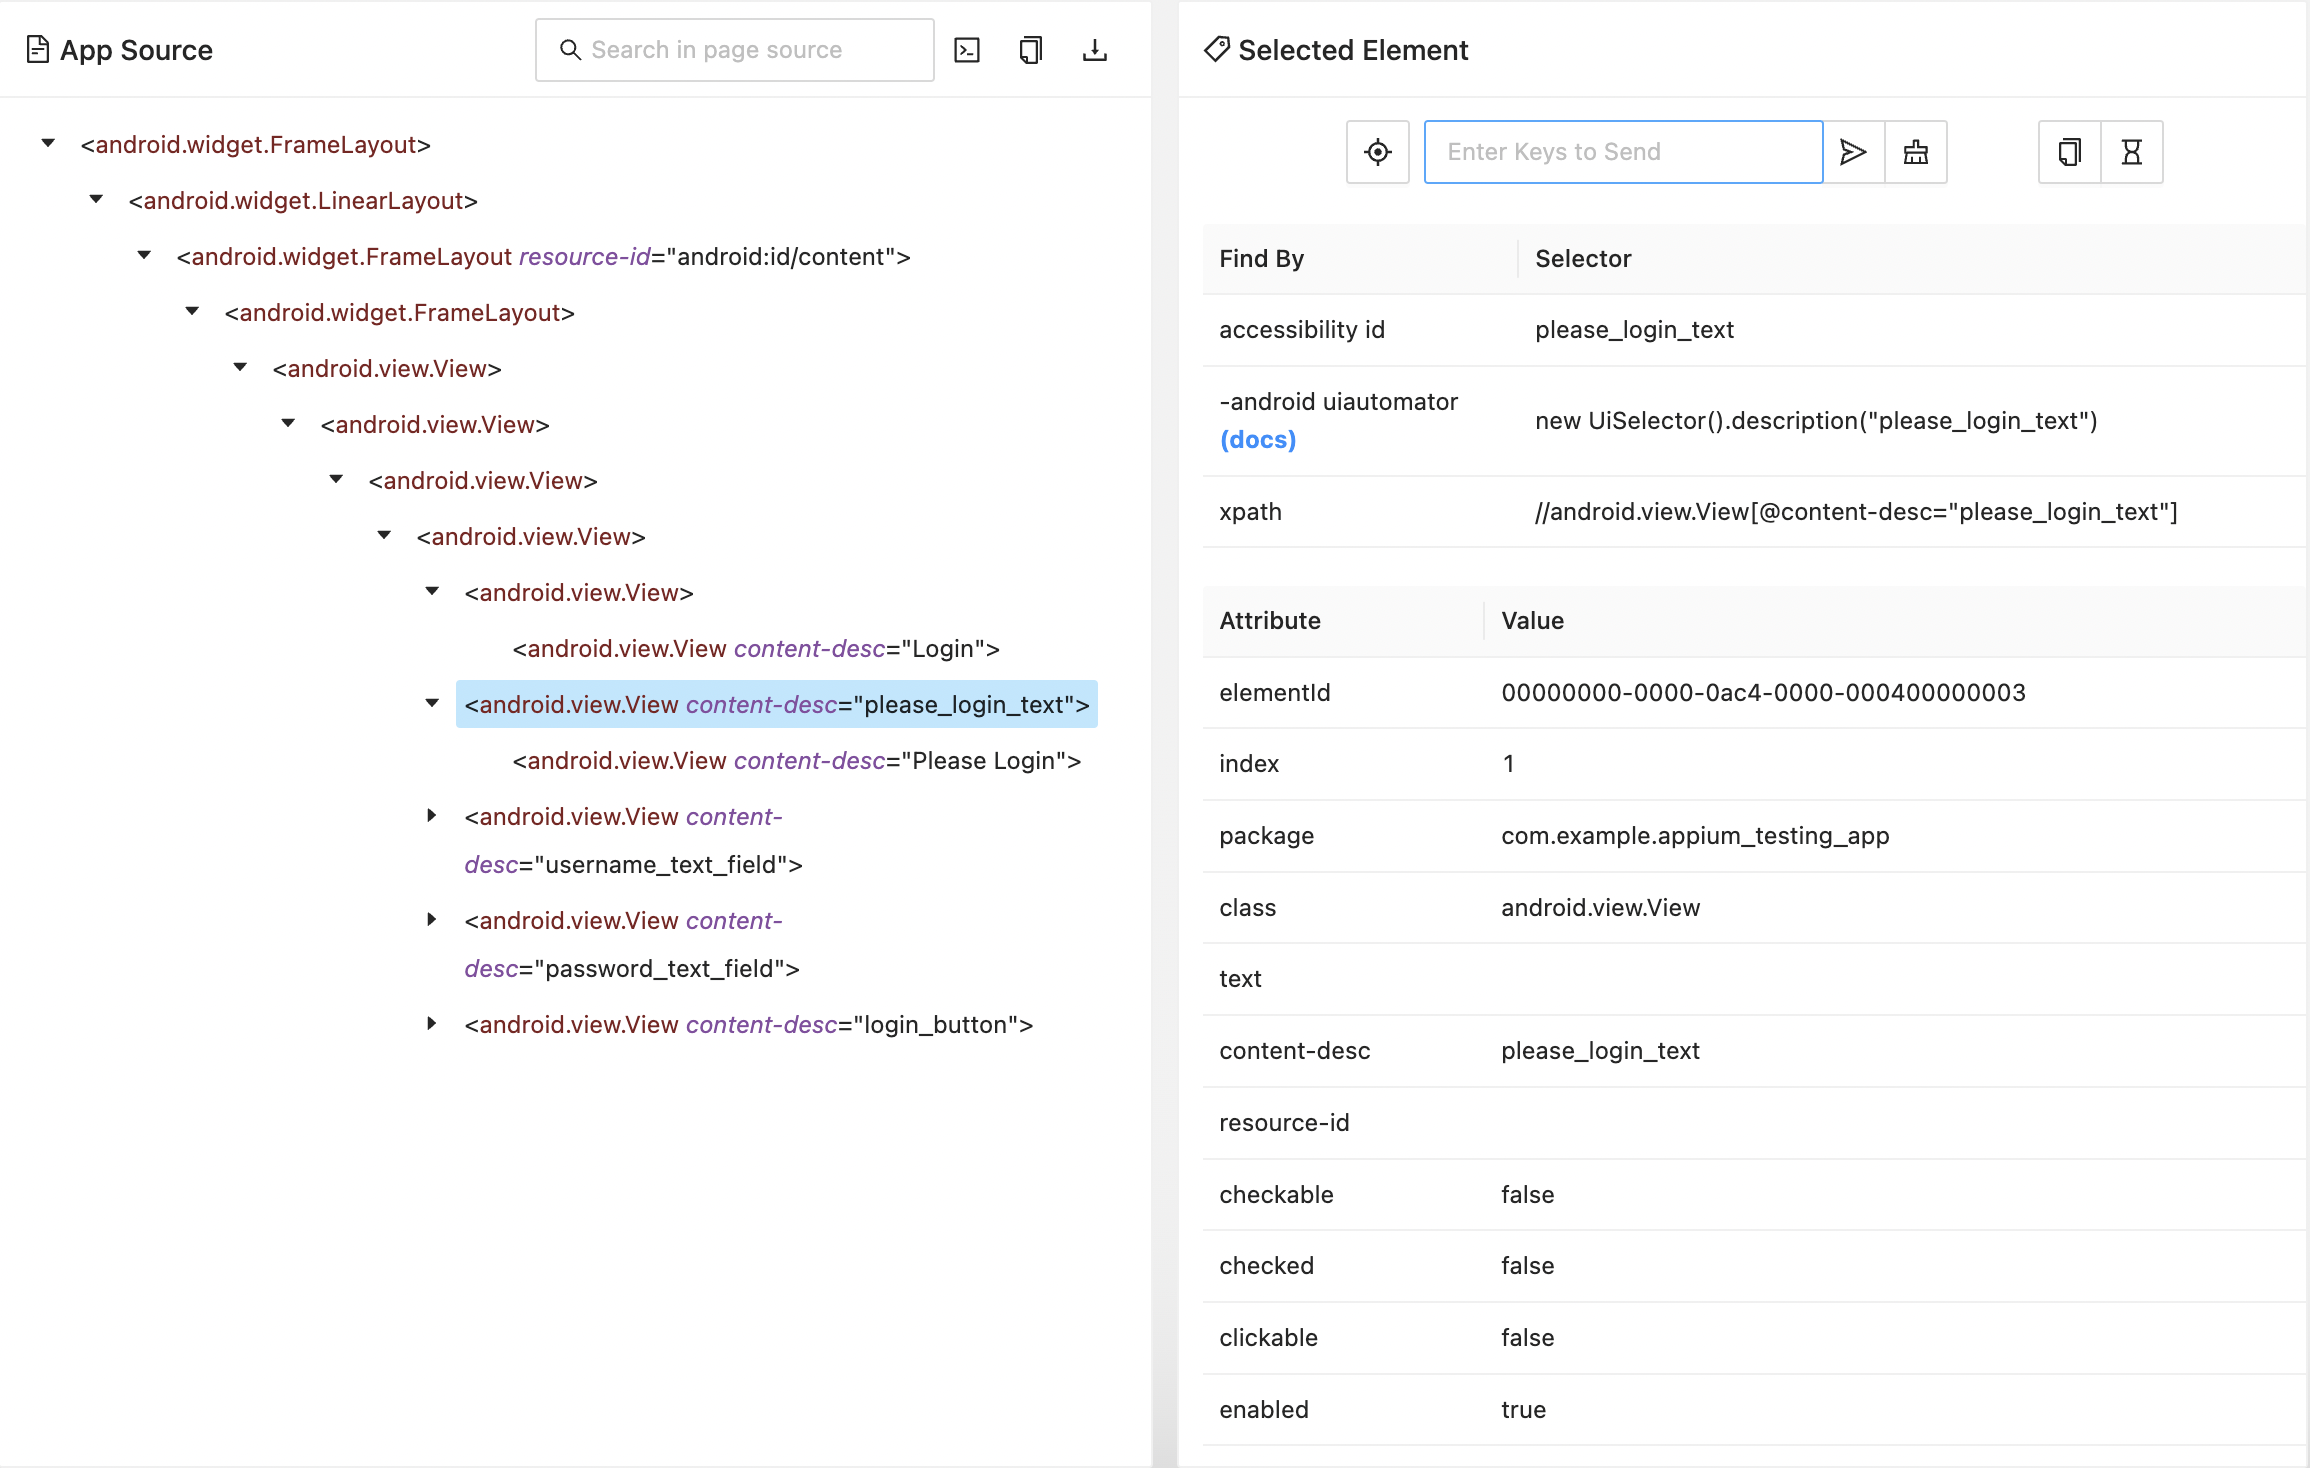 App Source
Search in page source
<android.widget.FrameLayout>
<android.widget.LinearLayout>
<android.widget.FrameLayout resource-id="android:id/content">
<android.widget.FrameLayout>
<android.view.View>
<android.view.View>
<android.view.View>
<android.view.View>
<android.view.View>
<android.view.View content-desc="Login">
<android.view.View content-desc="please_login_text">
<android.view.View content-desc="Please Login">
<android.view.View content-
desc="username_text_field">
<android.view.View content-
desc="password_text_field">
<android.view.View content-desc="login_button">
Selected Element
Enter Keys to Send
Find By Selector
accessibility id please_login_text
-android uiautomator
(docs)
new UiSelector().description("please_login_text")
xpath //android.view.View[@content-desc="please_login_text"]
Attribute Value
elementId 00000000-0000-0ac4-0000-000400000003
index 1
package com.example.appium_testing_app
class android.view.View
text
content-desc please_login_text
resource-id
checkable false
checked false
clickable false
enabled true